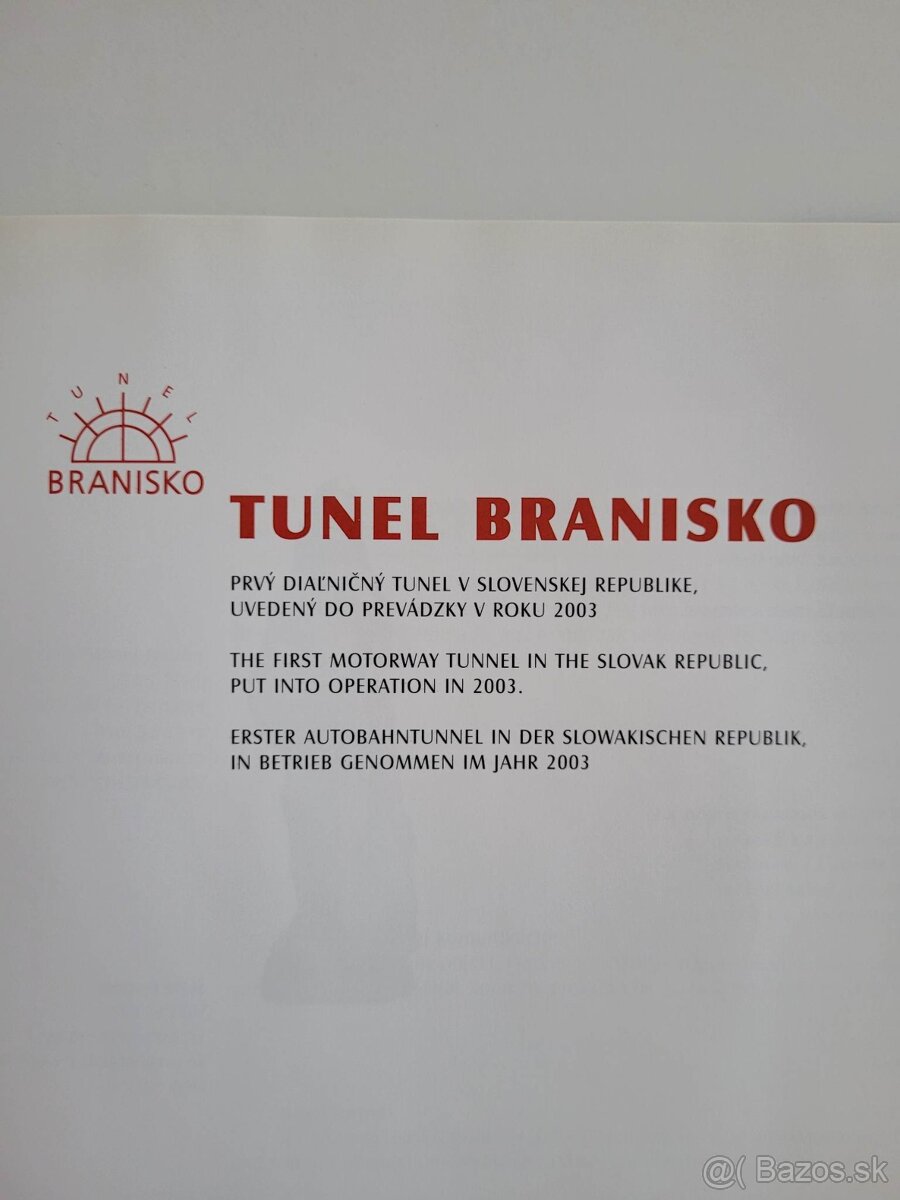 TUNEL
BRANISKO
TUNEL BRANISKO
PRVÝ DIAĽNIČNÝ TUNEL V SLOVENSKEJ REPUBLIKE,
UVEDENÝ DO PREVÁDZKY V ROKU 2003
THE FIRST MOTORWAY TUNNEL IN THE SLOVAK REPUBLIC,
PUT INTO OPERATION IN 2003.
ERSTER AUTOBAHNTUNNEL IN DER SLOWAKISCHEN REPUBLIK,
IN BETRIEB GENOMMEN IM JAHR 2003
@( Bazos.sk